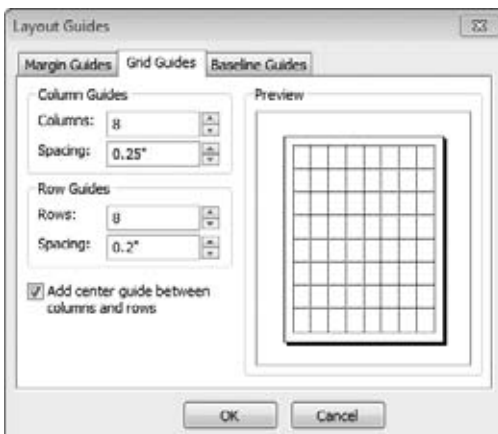 Layout Guides
Margin Guides Grid Guides Baseline Guides
Column Guides
Columns: 8
Spacing: 0.25"
Row Guides
Rows: 8
Spacing: 0.2"
Add center guide between
columns and rows
Preview
OK Cancel